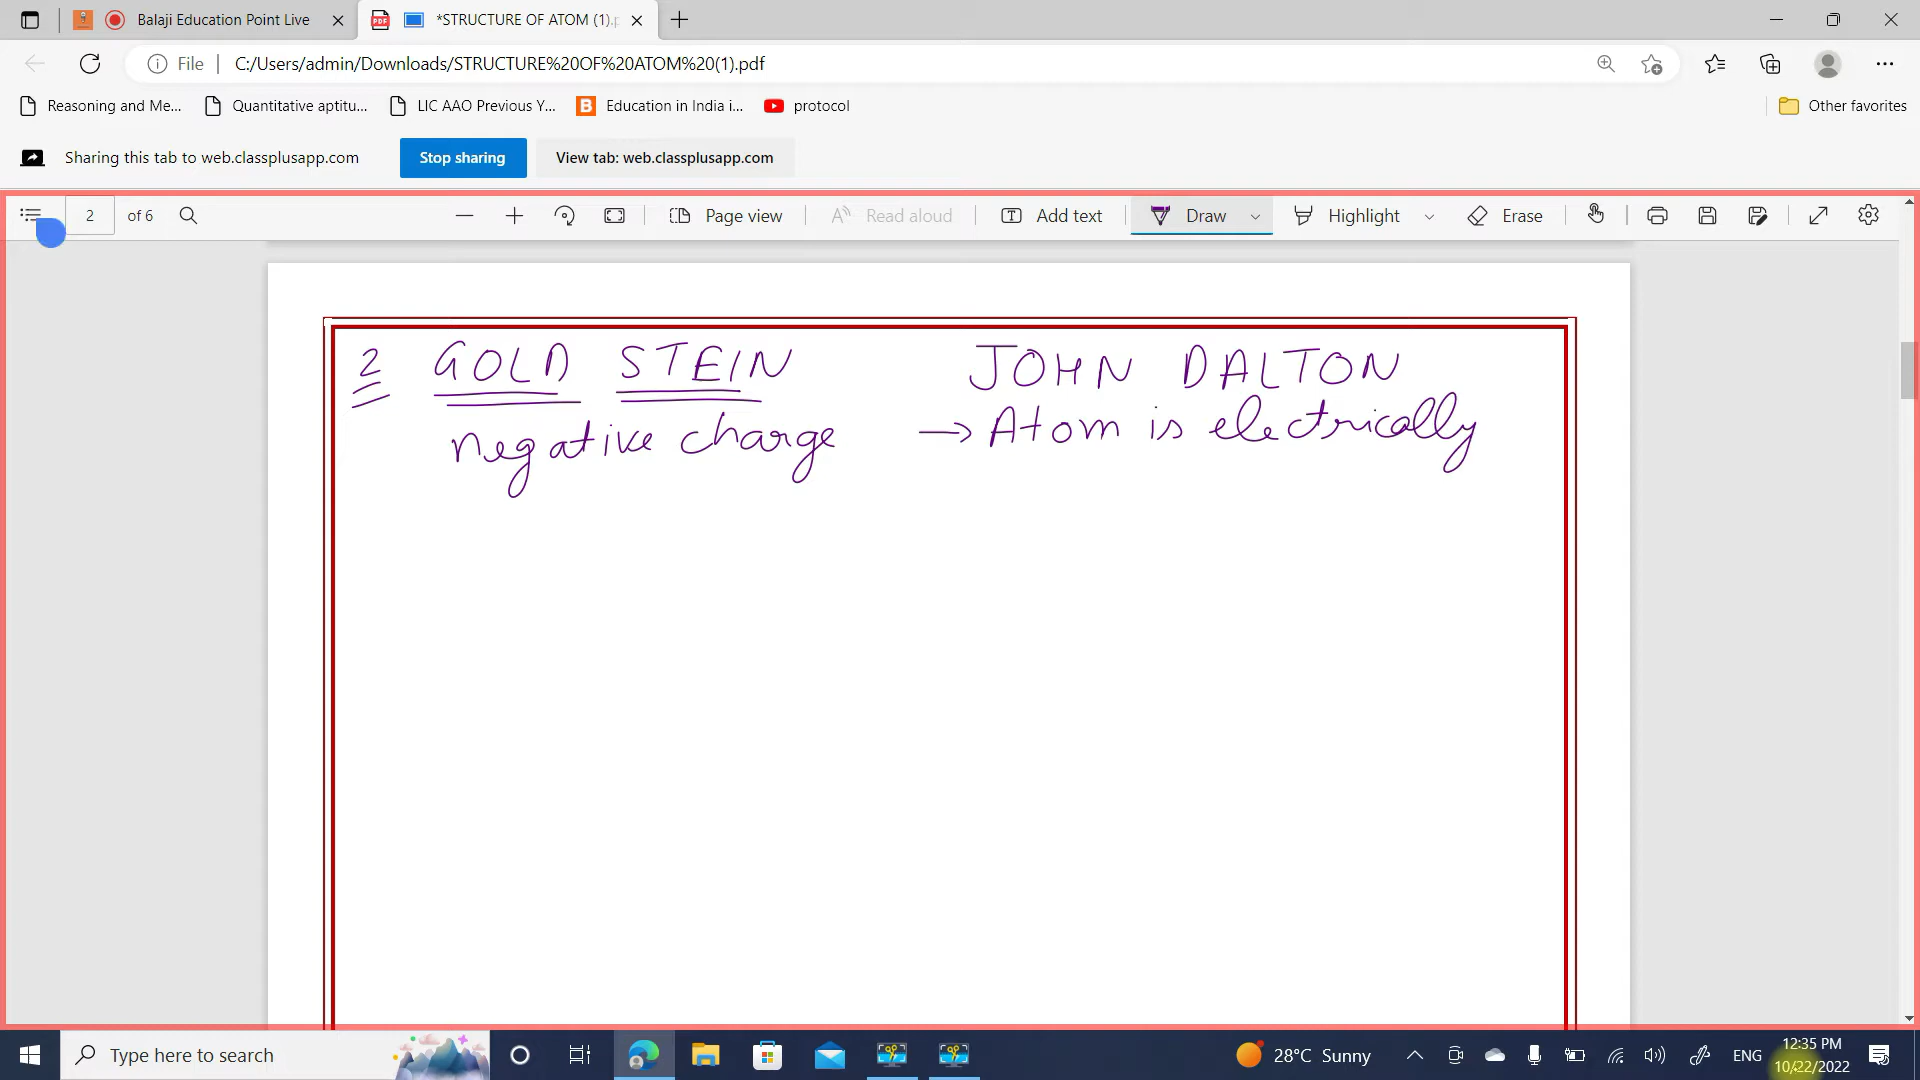 Balaji Education Point Live
*STRUCTURE OF ATOM (1).p
File
C:/Users/admin/Downloads/STRUCTURE%20OF%20ATOM%20(1).pdf
Reasoning and Me... Quantitative aptitu... LIC AAO Previous Y... Education in India i... protocol Other favorites
Sharing this tab to web.classplusapp.com Stop sharing View tab: web.classplusapp.com
2 of 6 Page view Read aloud Add text Draw Highlight Erase
2 GOLD STEIN JOHN DALTON
negative charge → Atom is electrically
Type here to search 28°C Sunny ENG 12:35 PM
10/22/2022